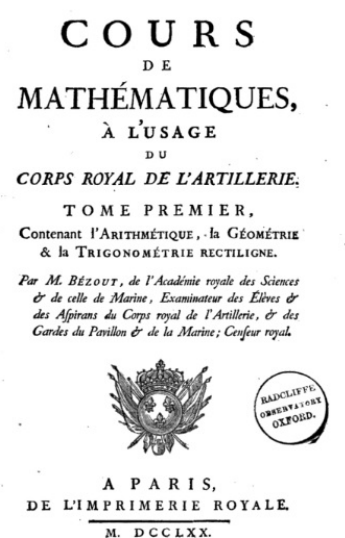 COURS
DE
MATHÉMATIQUES,
À L'USAGE
DU
CORPS ROYAL DE L'ARTILLERIE.
TOME PREMIER,
Contenant l'ARITHMÉTIQUE, la GÉOMÉTRIE
& la TRIGONOMÉTRIE RECTILIGNE.
Par M. BÉZOUT, de l'Académie royale des Sciences
& de celle de Marine, Examinateur des Élèves &
des Aſpirans du Corps royal de l'Artillerie, & des
Gardes du Pavillon & de la Marine; Cenſeur royal.
RADCLIFFE
OBSERVATORY
OXFORD.
A PARIS,
DE L'IMPRIMERIE ROYALE.
M. DCCLXX.